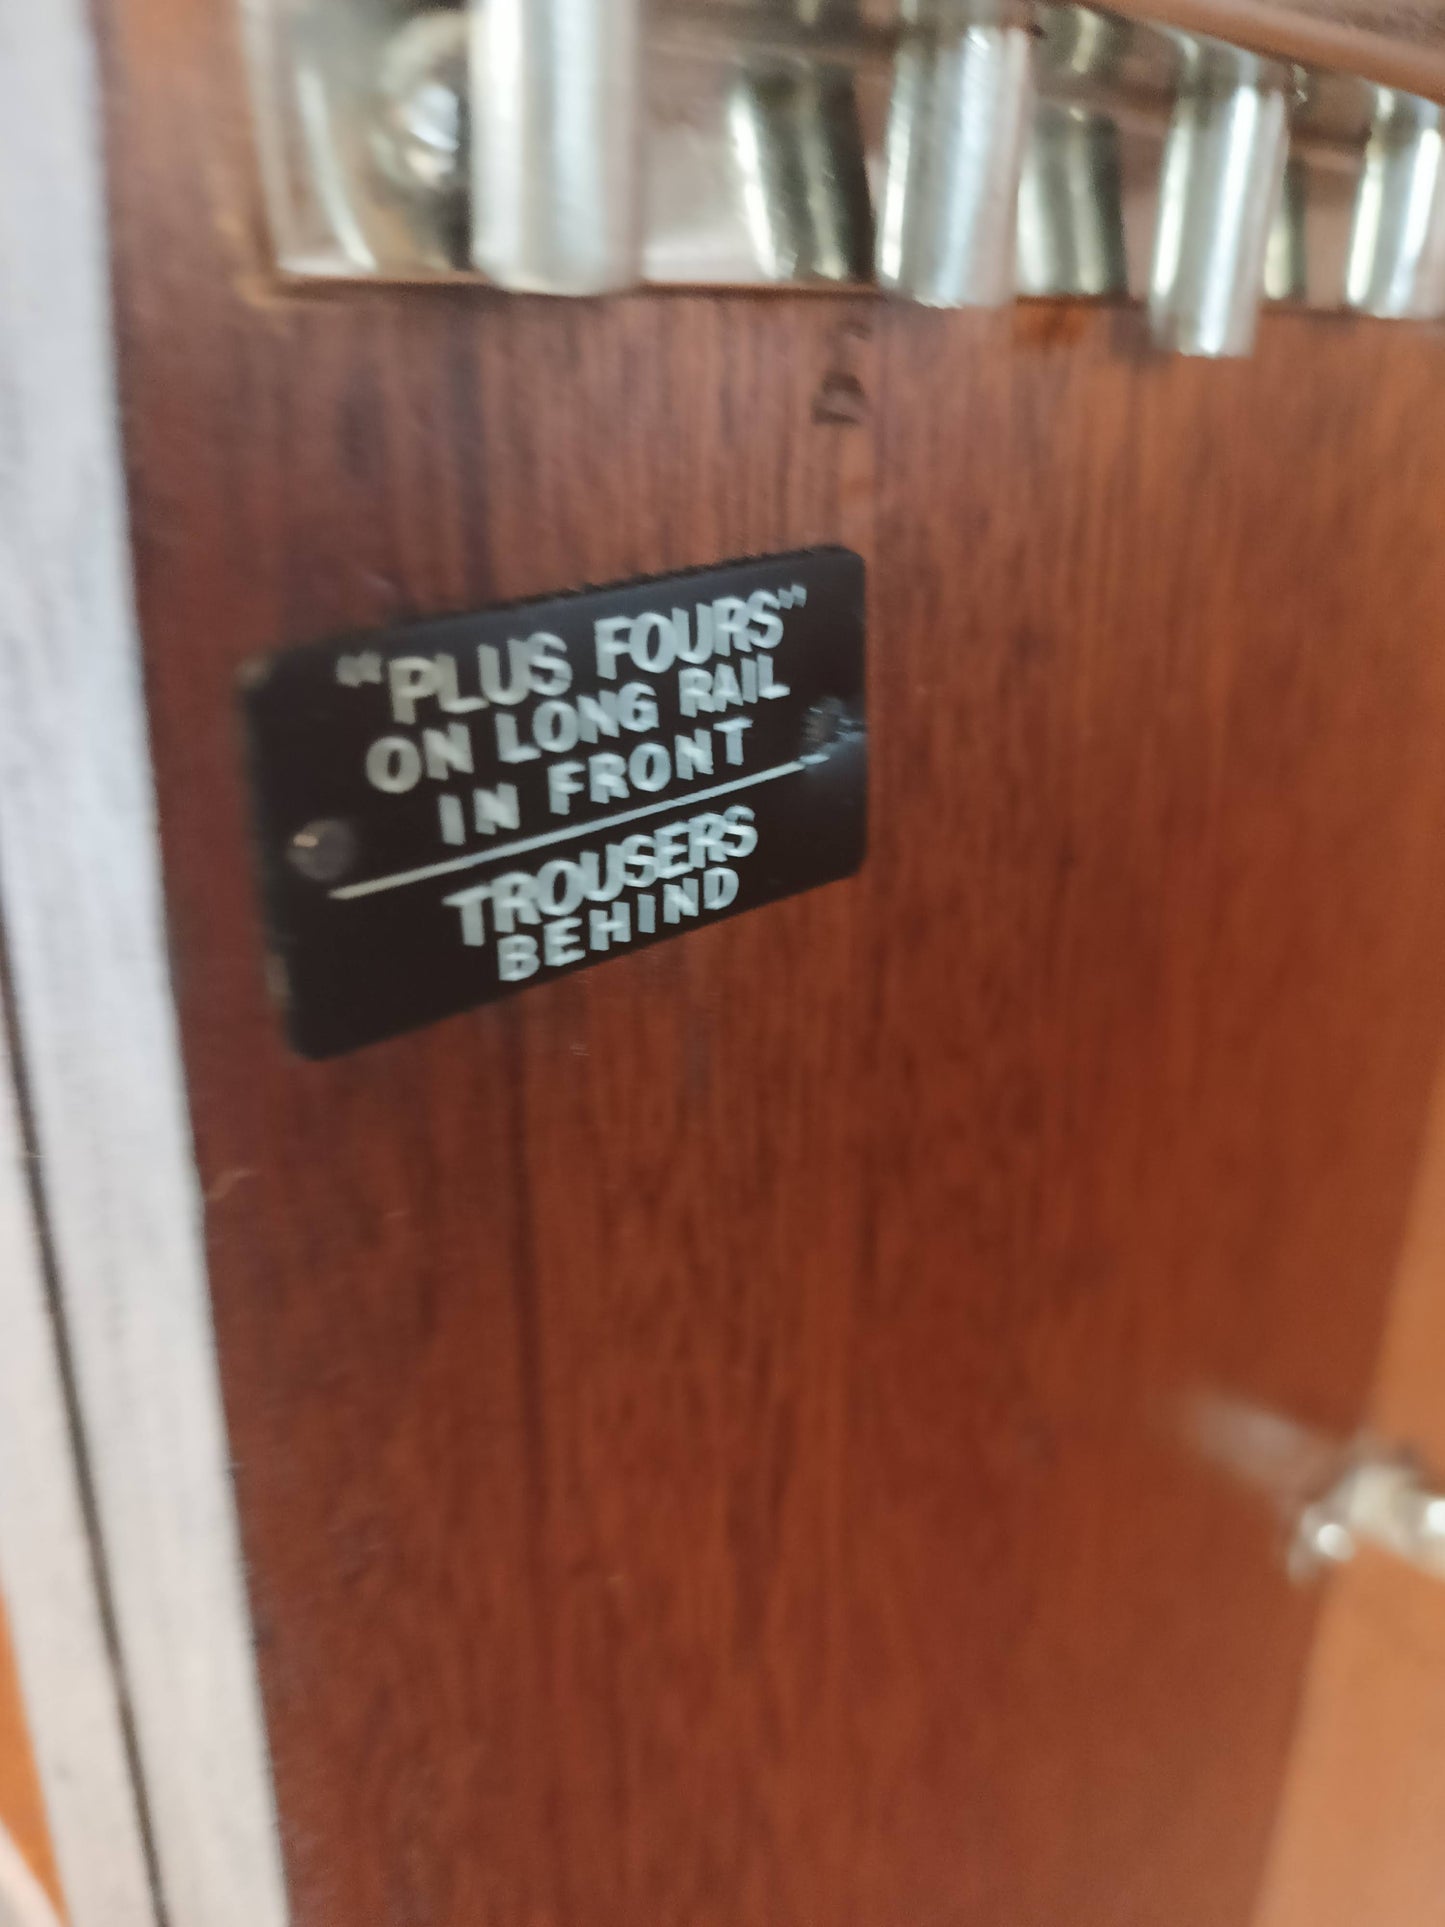 "PLUS FOURS"
ON LONG RAIL
IN FRONT
TROUSERS
BEHIND